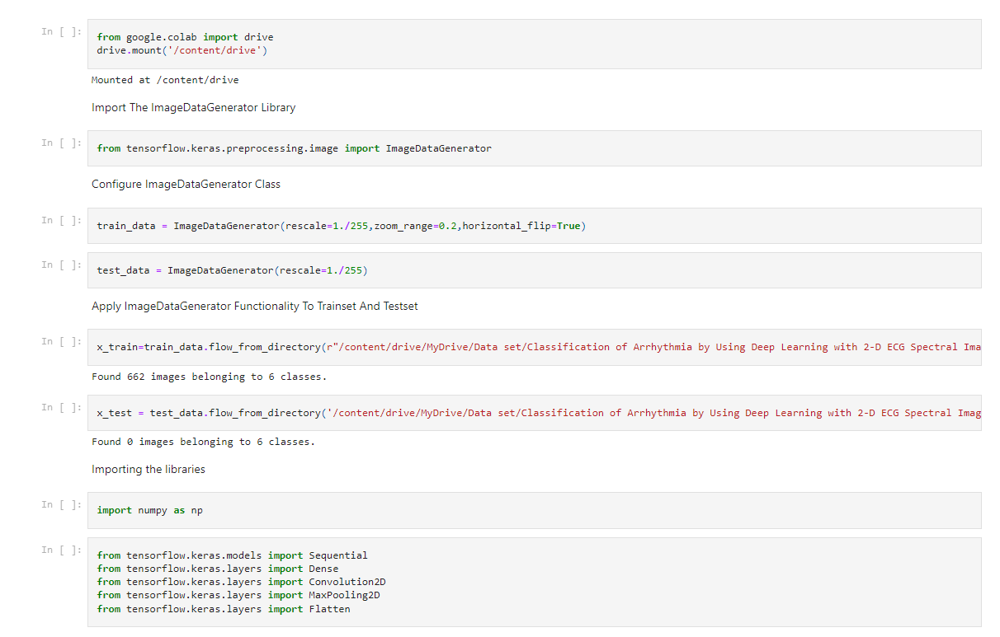 In [ ]:
from google.colab import drive
drive.mount('/content/drive')
Mounted at /content/drive
Import The ImageDataGenerator Library
In [ ]:
from tensorflow.keras.preprocessing.image import ImageDataGenerator
Configure ImageDataGenerator Class
In [ ]:
train_data = ImageDataGenerator(rescale=1./255,zoom_range=0.2,horizontal_flip=True)
In [ ]:
test_data = ImageDataGenerator(rescale=1./255)
Apply ImageDataGenerator Functionality To Trainset And Testset
In [ ]:
x_train=train_data.flow_from_directory(r"/content/drive/MyDrive/Data set/Classification of Arrhythmia by Using Deep Learning with 2-D ECG Spectral Ima
Found 662 images belonging to 6 classes.
In [ ]:
x_test = test_data.flow_from_directory('/content/drive/MyDrive/Data set/Classification of Arrhythmia by Using Deep Learning with 2-D ECG Spectral Imag
Found 0 images belonging to 6 classes.
Importing the libraries
In [ ]:
import numpy as np
In [ ]:
from tensorflow.keras.models import Sequential
from tensorflow.keras.layers import Dense
from tensorflow.keras.layers import Convolution2D
from tensorflow.keras.layers import MaxPooling2D
from tensorflow.keras.layers import Flatten